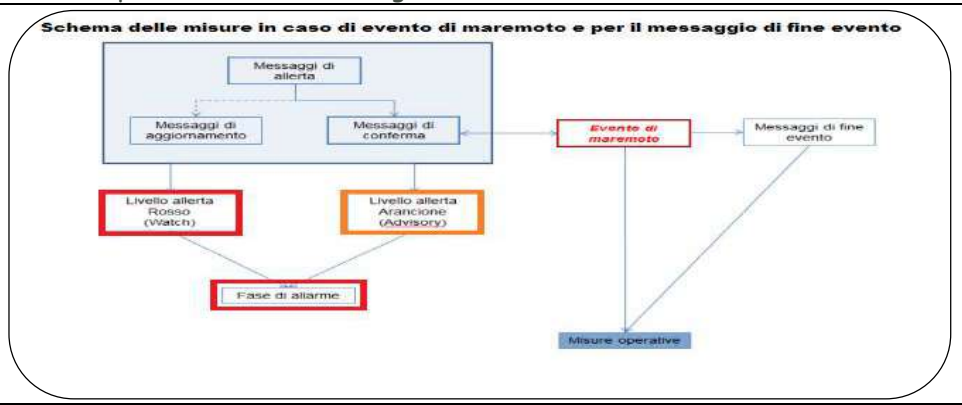 Schema delle misure in caso di evento di maremoto e per il messaggio di fine evento
Messaggi di
allerta
Messaggi di
aggiornamento
Messaggi di
conferma
Evento di
maremoto
Messaggi di fine
evento
Livello allerta
Rosso
(Watch)
Livello allerta
Arancione
(Advisory)
Fase di allarme
Misure operative